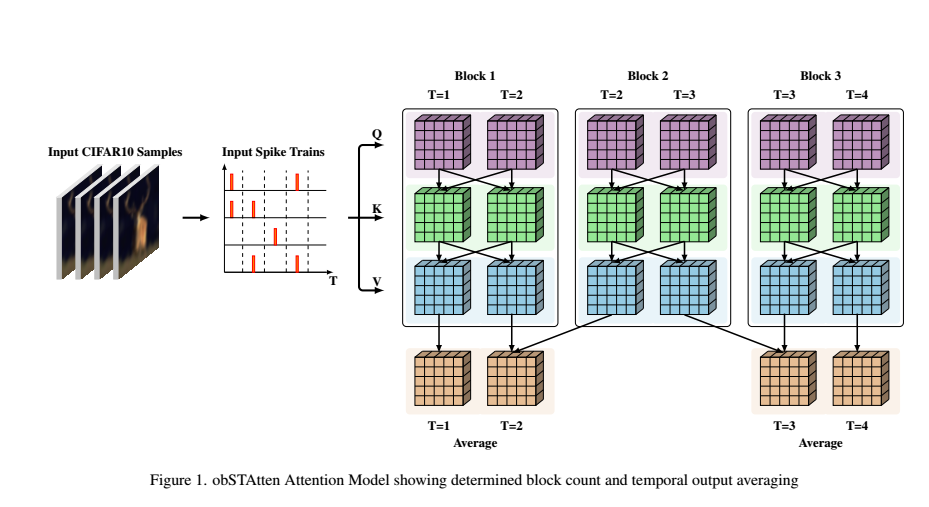 Block 1 Block 2 Block 3
T=1 T=2 T=2 T=3 T=3 T=4
Q
Input CIFAR10 Samples Input Spike Trains
K
T
V
T=1 T=2 T=3 T=4
Average Average
Figure 1. obSTAtten Attention Model showing determined block count and temporal output averaging